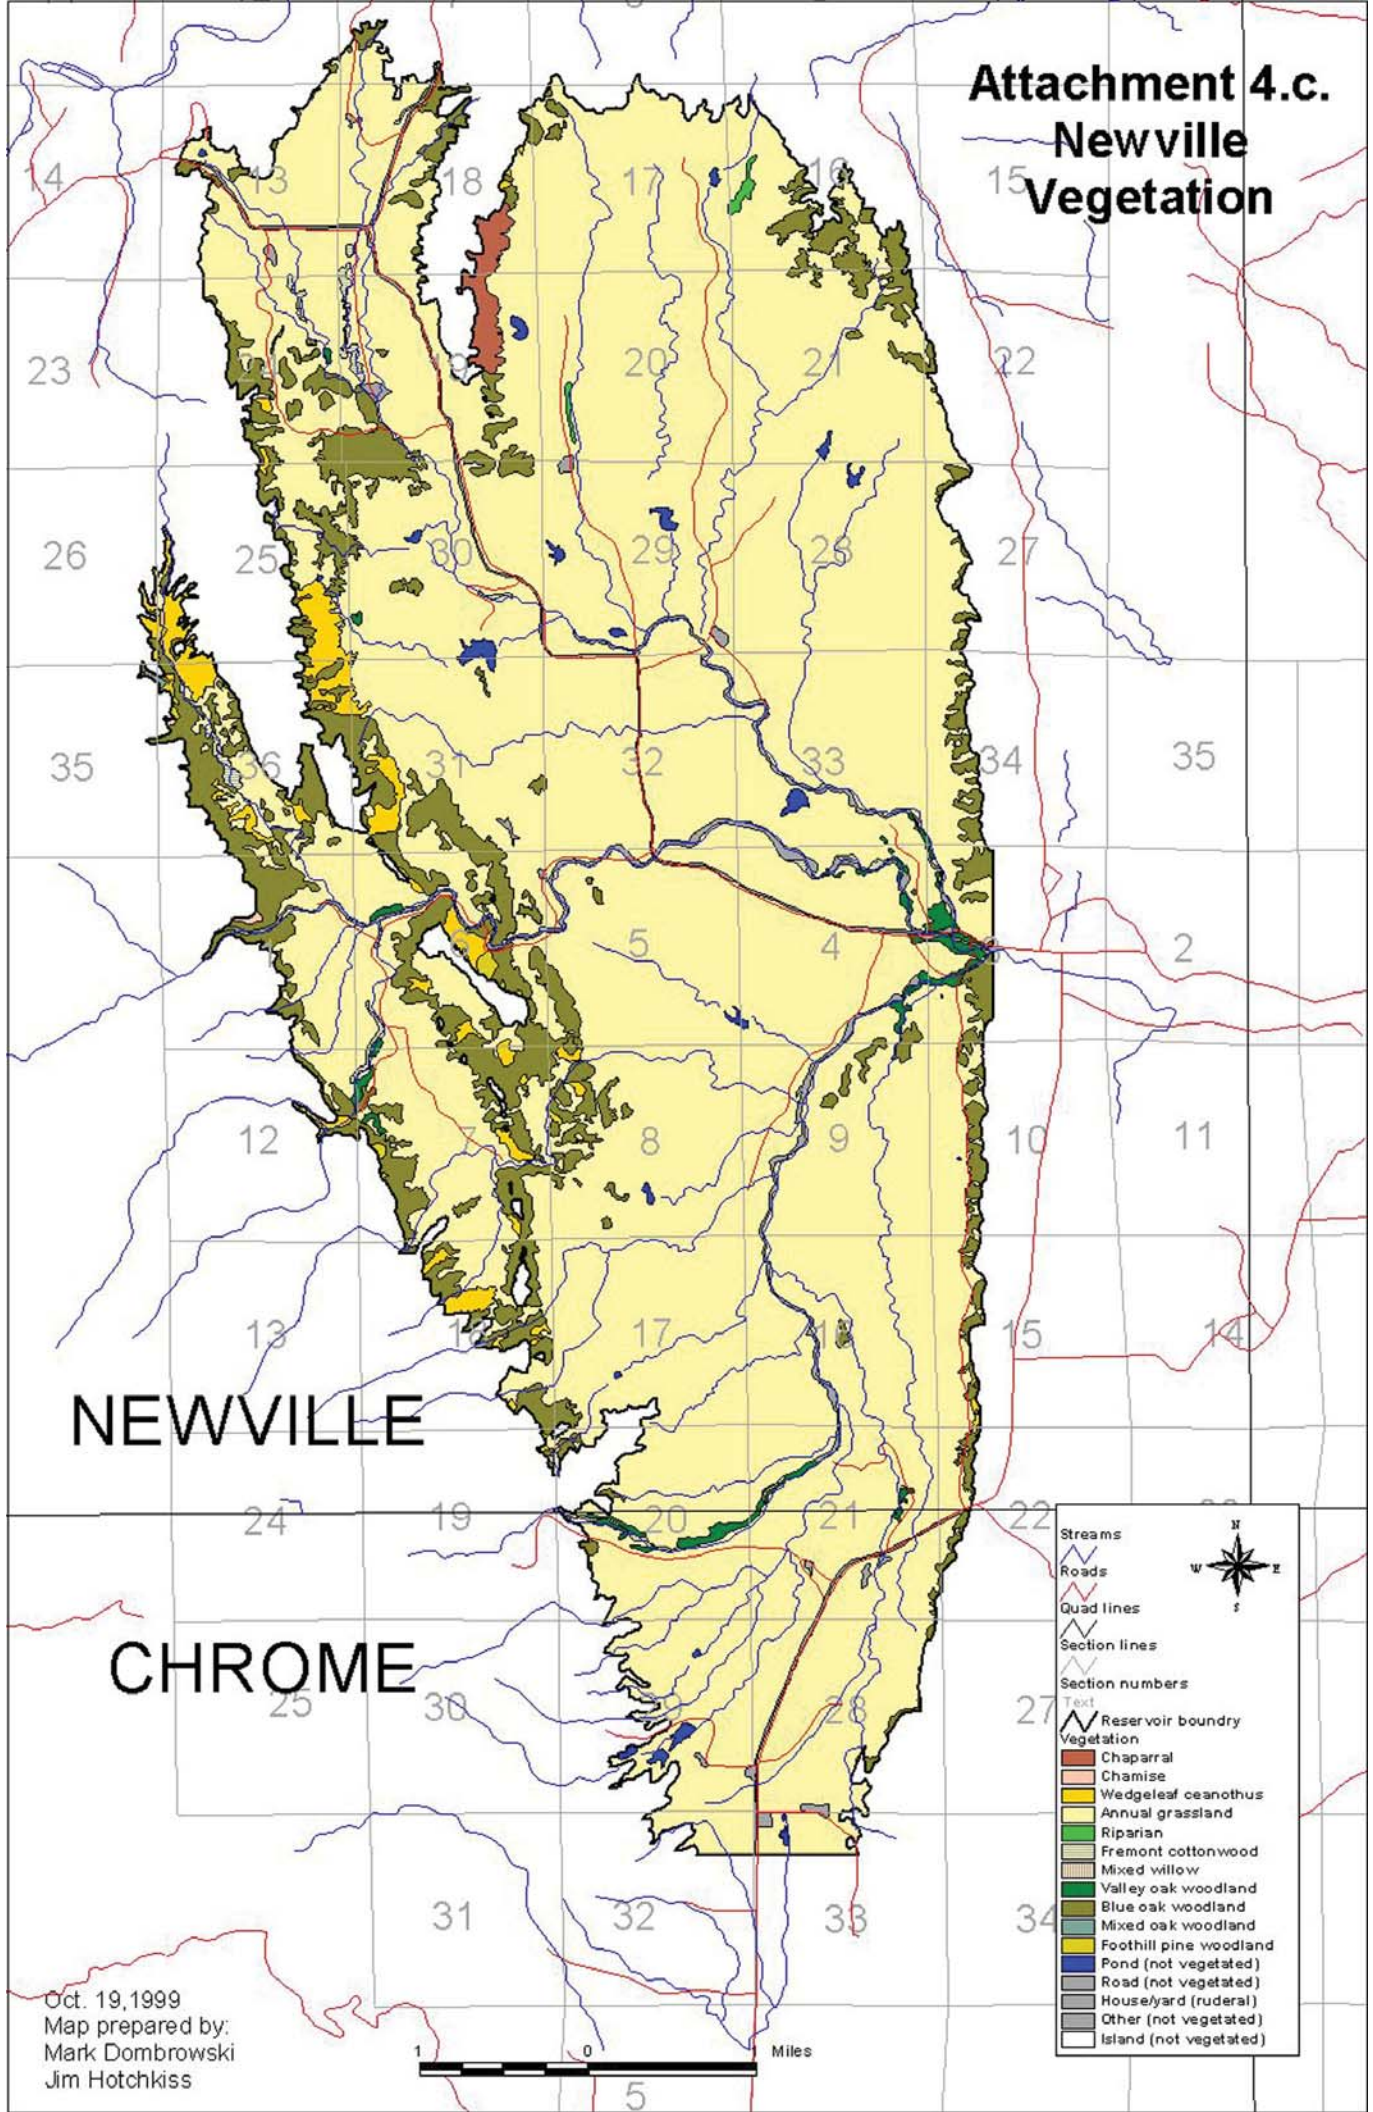 Attachment 4.c.
Newville
Vegetation
14
13
18
17
16
15
23
19
20
21
22
26
25
30
29
28
27
35
36
31
32
33
34
35
1
6
5
4
2
12
7
8
9
10
11
13
18
17
16
15
14
NEWVILLE
24
19
20
21
22
CHROME
25
30
29
28
27
31
32
33
34
5
Streams
Roads
Quad lines
Section lines
Section numbers
Text
Reservoir boundry
Vegetation
Chaparral
Chamise
Wedgeleaf ceanothus
Annual grassland
Riparian
Fremont cottonwood
Mixed willow
Valley oak woodland
Blue oak woodland
Mixed oak woodland
Foothill pine woodland
Pond (not vegetated)
Road (not vegetated)
House/yard (ruderal)
Other (not vegetated)
Island (not vegetated)
N
W E
S
Oct. 19,1999
Map prepared by:
Mark Dombrowski
Jim Hotchkiss
1 0 Miles